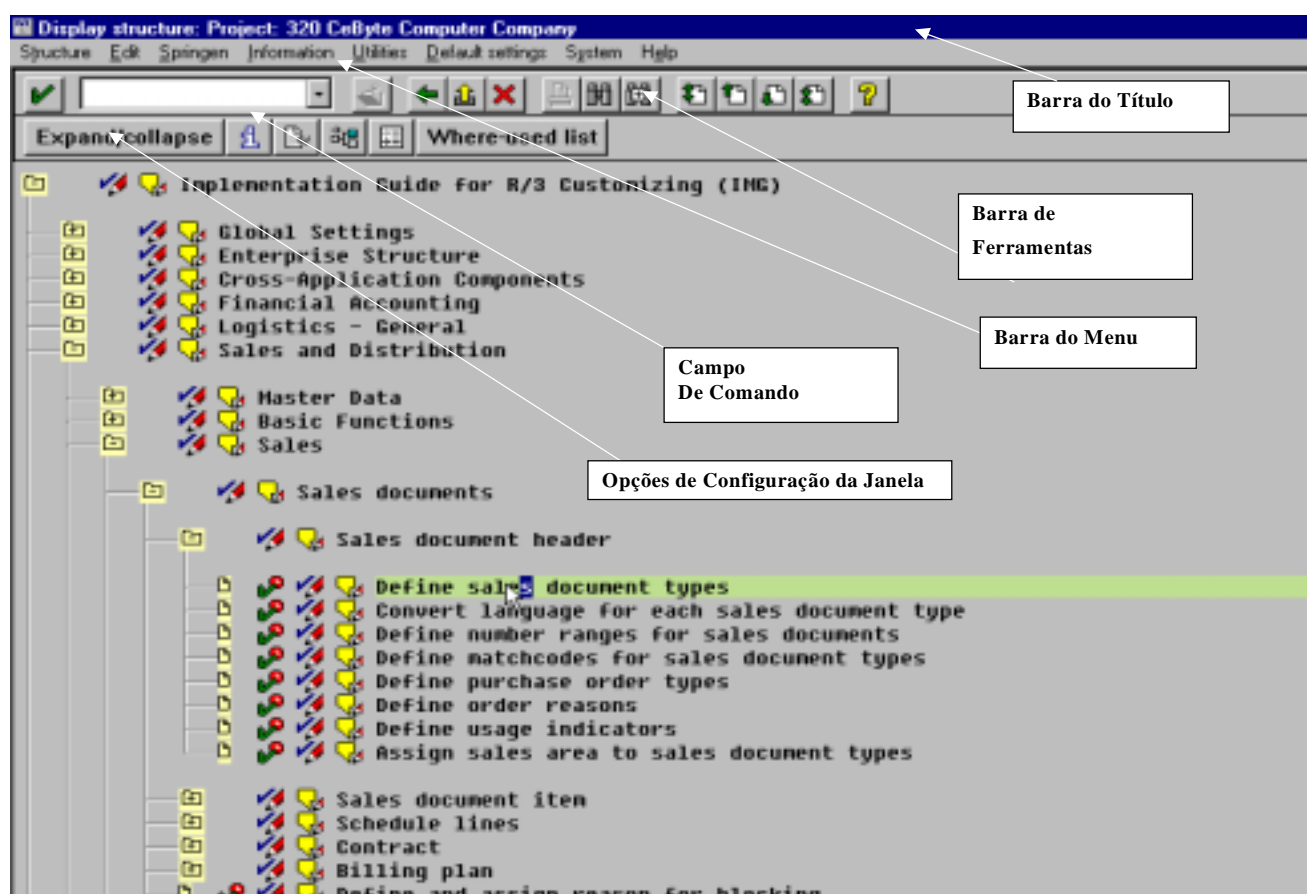 Display structure: Project: 320 CeByte Computer Company
Structure Edit Springen Information Utilities Default settings System Help
Barra do Título
Expand/collapse Where-used list
Implementation Guide for R/3 Customizing (IMG)
Barra de
Ferramentas
Global Settings
Enterprise Structure
Cross-Application Components
Financial Accounting
Logistics - General
Barra do Menu
Sales and Distribution
Campo
De Comando
Master Data
Basic Functions
Sales
Opções de Configuração da Janela
Sales documents
Sales document header
Define sales document types
Convert language for each sales document type
Define number ranges for sales documents
Define matchcodes for sales document types
Define purchase order types
Define order reasons
Define usage indicators
Assign sales area to sales document types
Sales document item
Schedule lines
Contract
Billing plan
Define and assign reason for blocking